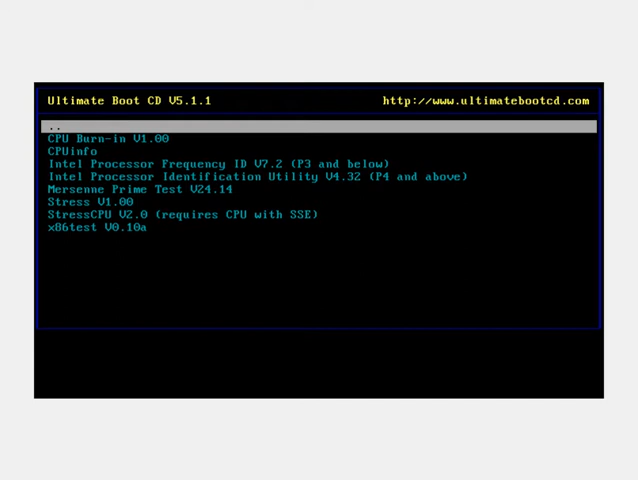 Ultimate Boot CD V5.1.1 http://www.ultimatebootcd.com
..
CPU Burn-in V1.00
CPUinfo
Intel Processor Frequency ID V7.2 (P3 and below)
Intel Processor Identification Utility V4.32 (P4 and above)
Mersenne Prime Test V24.14
Stress V1.00
StressCPU V2.0 (requires CPU with SSE)
x86test V0.10a